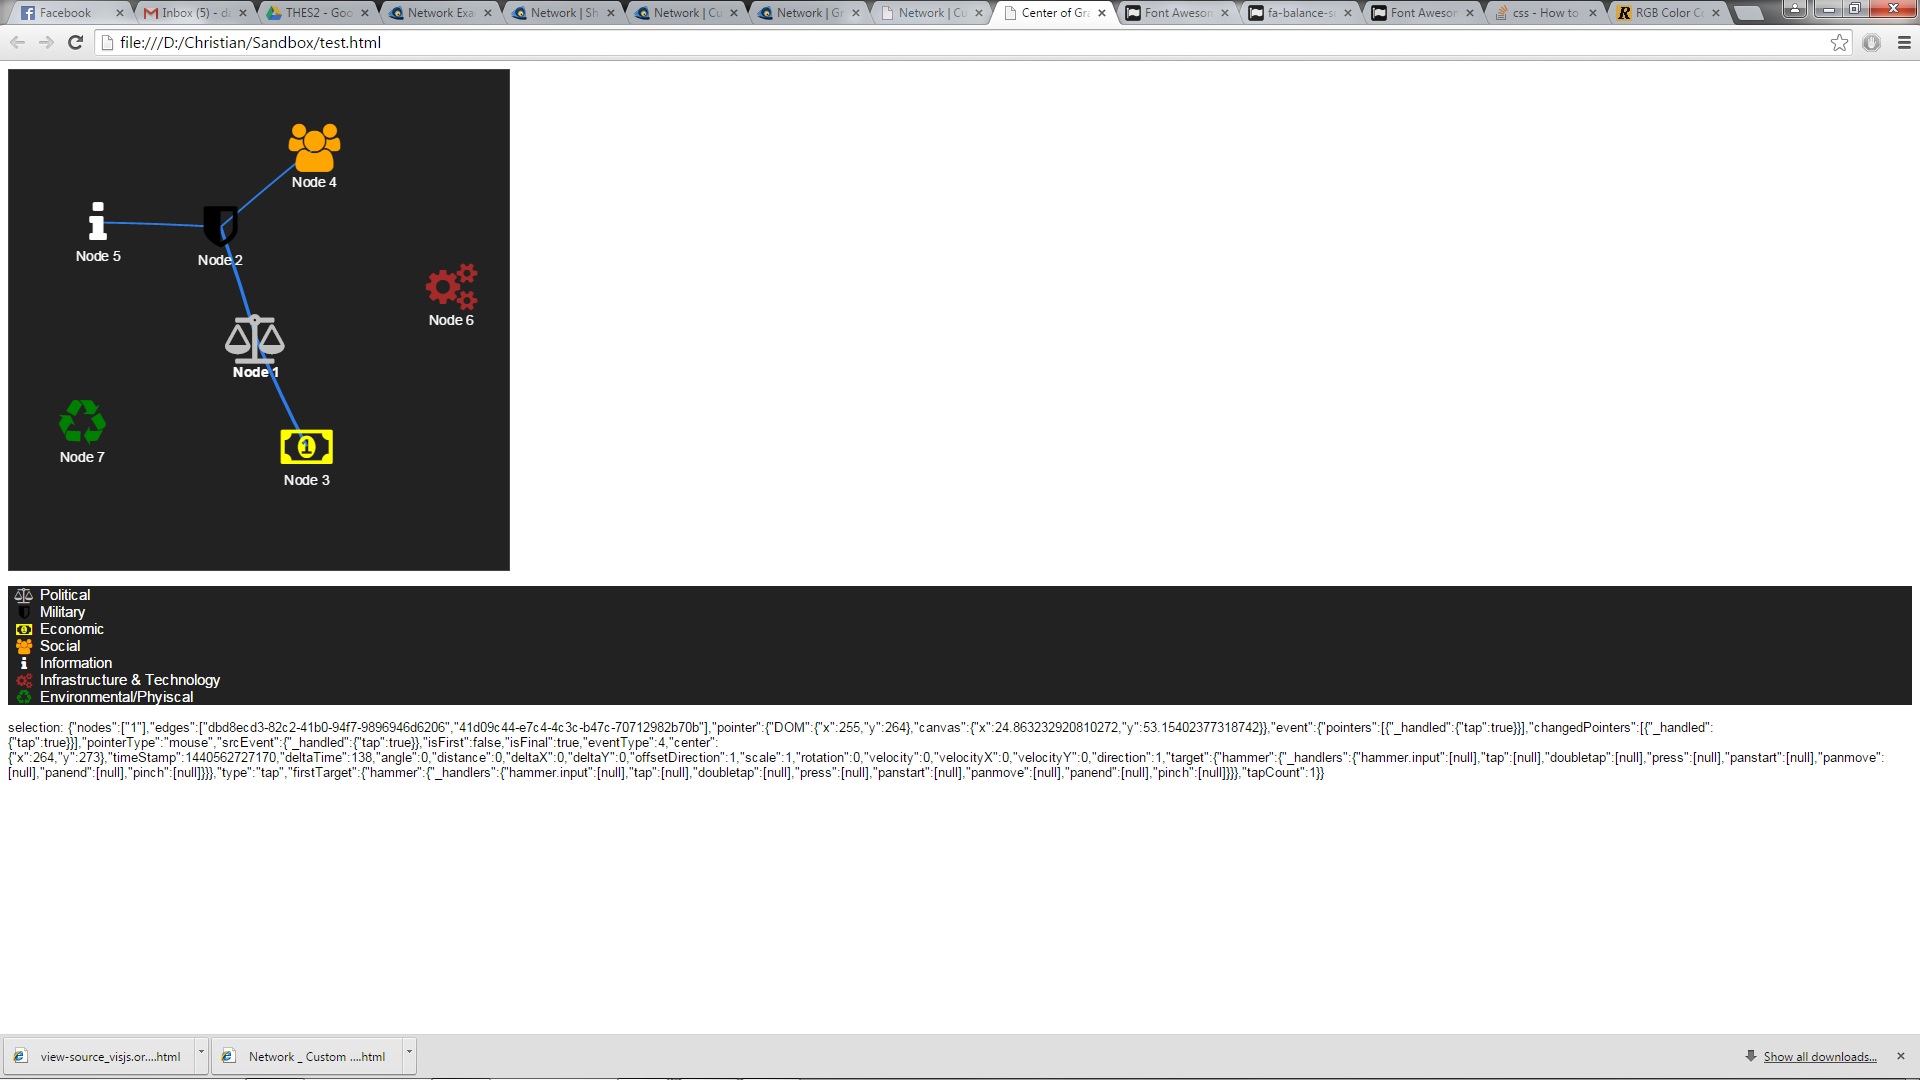 Facebook
Inbox (5) - da
THES2 - Goo
Network Exa
Network | Sh
Network | Cu
Network | Gr
Network | Cu
Center of Gra
Font Awesom
fa-balance-sc
Font Awesom
css - How to
RGB Color Co
file:///D:/Christian/Sandbox/test.html
Node 4
Node 5
Node 2
Node 6
Node 1
Node 7
1
Node 3
Political
Military
Economic
Social
Information
Infrastructure & Technology
Environmental/Phyiscal
selection: {"nodes":["1"],"edges":["dbd8ecd3-82c2-41b0-94f7-9896946d6206","41d09c44-e7c4-4c3c-b47c-70712982b70b"],"pointer":{"DOM":{"x":255,"y":264},"canvas":{"x":24.863232920810272,"y":53.15402377318742}},"event":{"pointers":[{"_handled":{"tap":true}}],"changedPointers":[{"_handled":
{"tap":true}}],"pointerType":"mouse","srcEvent":{"_handled":{"tap":true}},"isFirst":false,"isFinal":true,"eventType":4,"center":
{"x":264,"y":273},"timeStamp":1440562727170,"deltaTime":138,"angle":0,"distance":0,"deltaX":0,"deltaY":0,"offsetDirection":1,"scale":1,"rotation":0,"velocity":0,"velocityX":0,"velocityY":0,"direction":1,"target":{"hammer":{"_handlers":{"hammer.input":[null],"tap":[null],"doubletap":[null],"press":[null],"panstart":[null],"panmove":
[null],"panend":[null],"pinch":[null]}}},"type":"tap","firstTarget":{"hammer":{"_handlers":{"hammer.input":[null],"tap":[null],"doubletap":[null],"press":[null],"panstart":[null],"panmove":[null],"panend":[null],"pinch":[null]}}},"tapCount":1}}
view-source_visjs.or....html
Network _ Custom ....html
Show all downloads...